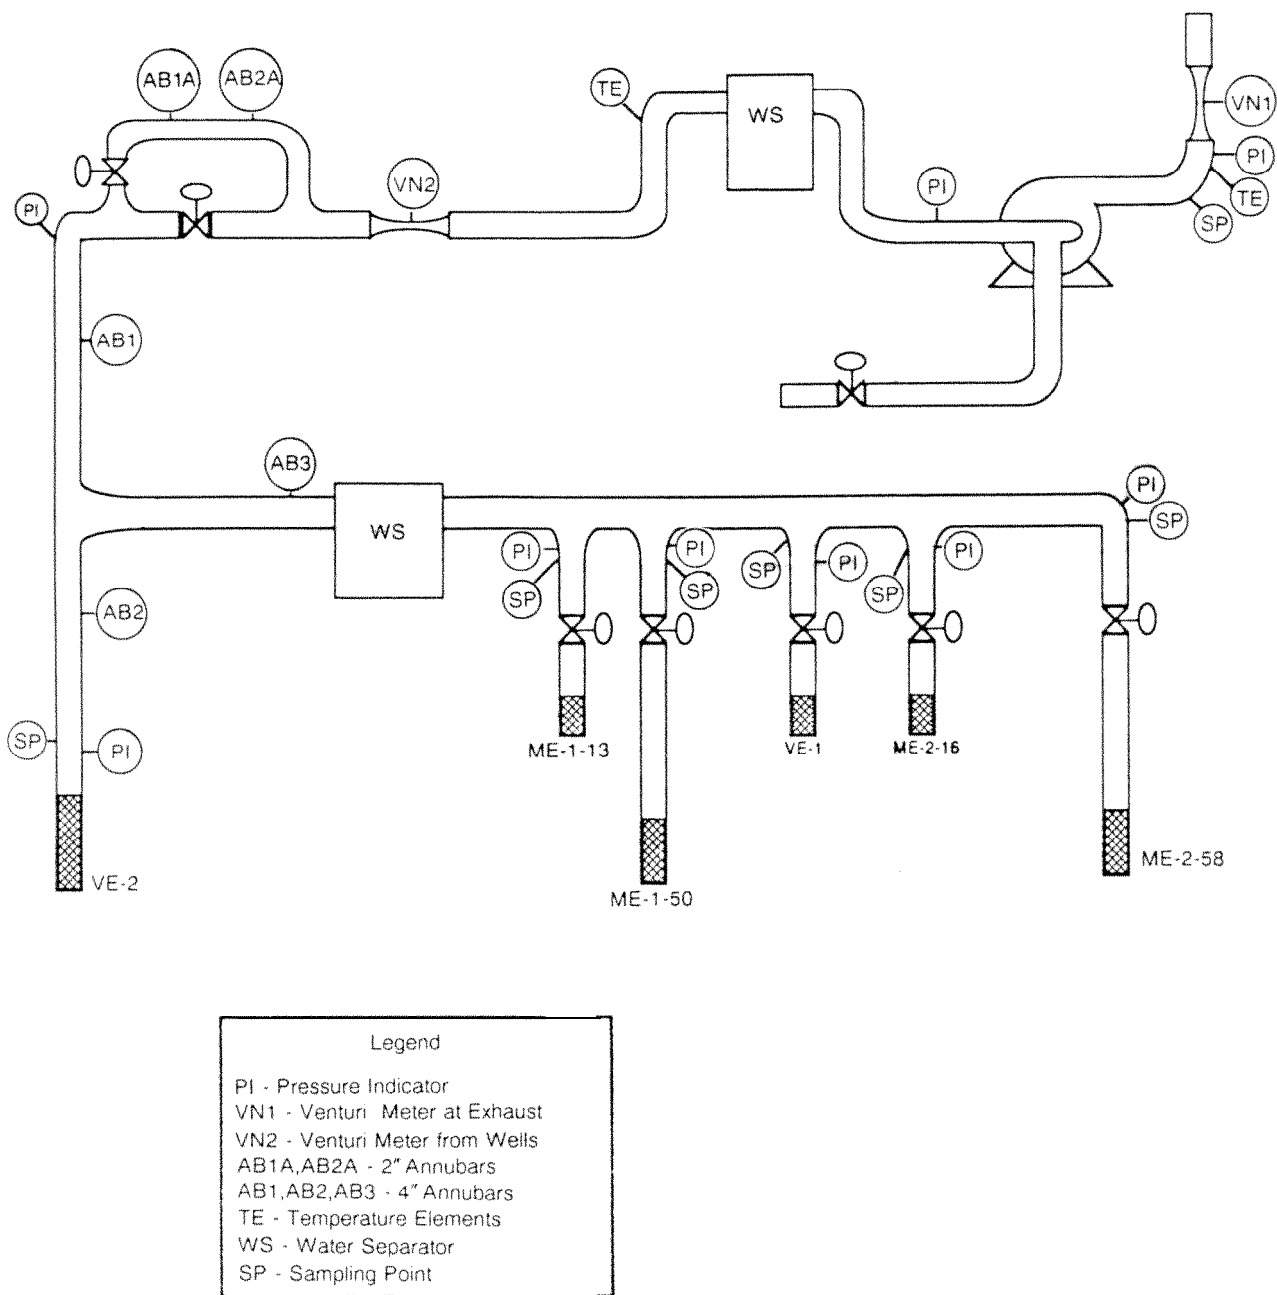 AB1A
AB2A
TE
WS
VN1
PI
TE
SP
PI
VN2
PI
AB1
AB3
WS
PI
SP
PI
SP
PI
SP
SP
PI
SP
PI
AB2
SP
PI
ME-1-13
VE-1
ME-2-16
VE-2
ME-1-50
ME-2-58
Legend
PI - Pressure Indicator
VN1 - Venturi Meter at Exhaust
VN2 - Venturi Meter from Wells
AB1A,AB2A - 2" Annubars
AB1,AB2,AB3 - 4" Annubars
TE - Temperature Elements
WS - Water Separator
SP - Sampling Point